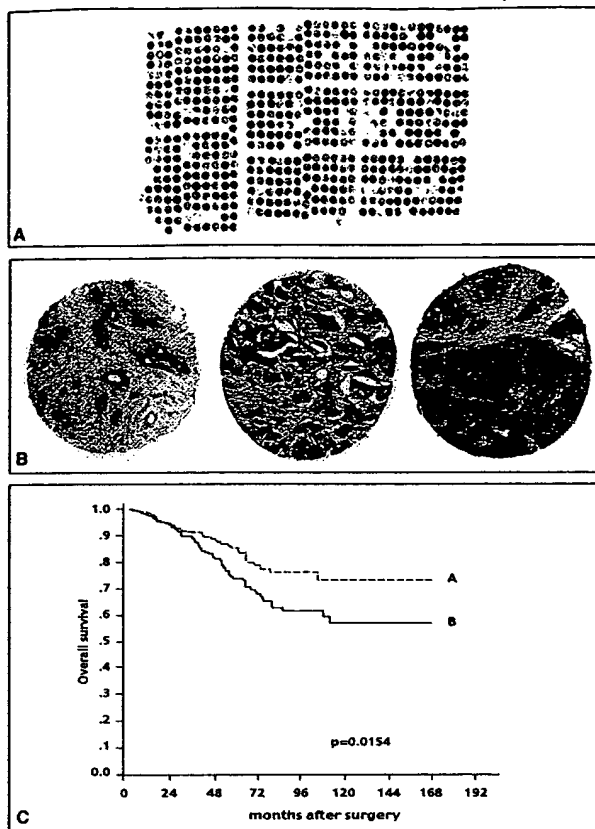 A
B
1.0
.9
.8
.7
.6
.5
.4
.3
.2
.1
0.0
Overall survival
A
B
p=0.0154
0 24 48 72 96 120 144 168 192
months after surgery
C